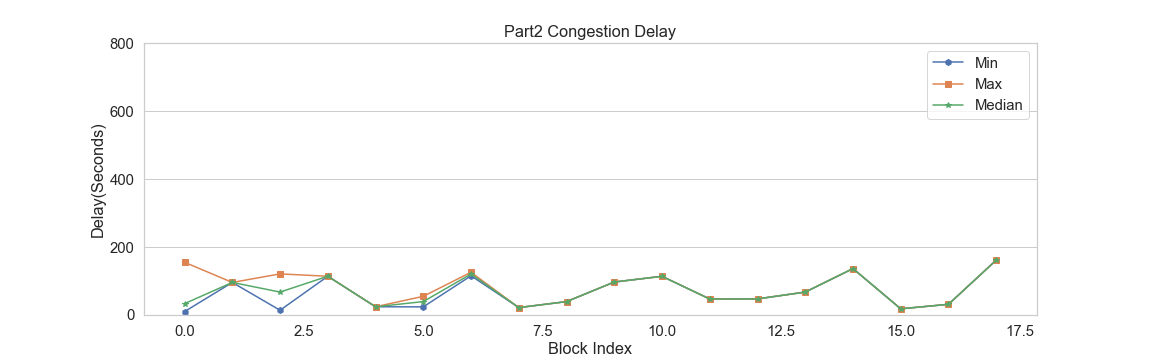 Part2 Congestion Delay
800
600
400
200
0
Delay(Seconds)
Min
Max
Median
0.0 2.5 5.0 7.5 10.0 12.5 15.0 17.5
Block Index